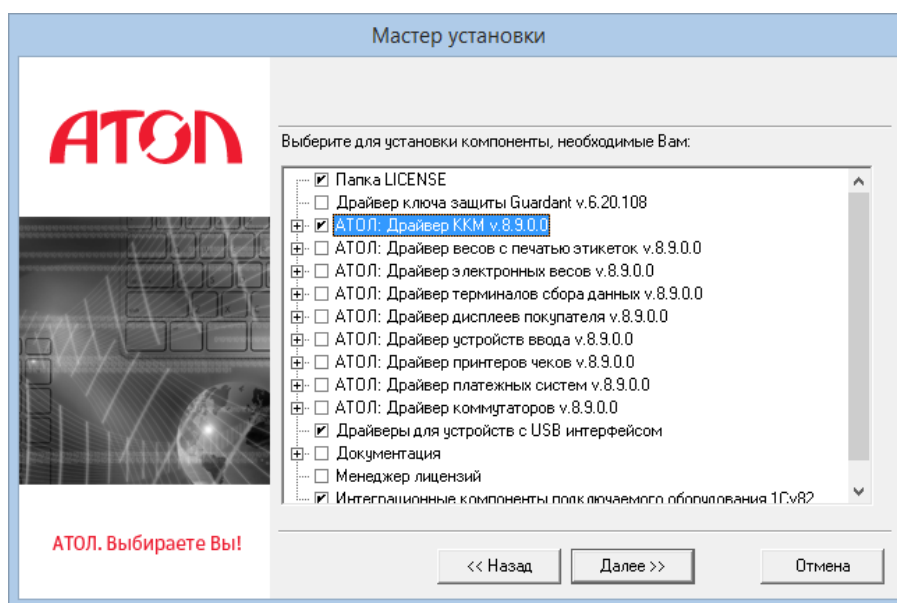 Мастер установки
АТОЛ
Выберите для установки компоненты, необходимые Вам:
Папка LICENSE
Драйвер ключа защиты Guardant v.6.20.108
АТОЛ: Драйвер ККМ v.8.9.0.0
АТОЛ: Драйвер весов с печатью этикеток v.8.9.0.0
АТОЛ: Драйвер электронных весов v.8.9.0.0
АТОЛ: Драйвер терминалов сбора данных v.8.9.0.0
АТОЛ: Драйвер дисплеев покупателя v.8.9.0.0
АТОЛ: Драйвер устройств ввода v.8.9.0.0
АТОЛ: Драйвер принтеров чеков v.8.9.0.0
АТОЛ: Драйвер платежных систем v.8.9.0.0
АТОЛ: Драйвер коммутаторов v.8.9.0.0
Драйверы для устройств с USB интерфейсом
Документация
Менеджер лицензий
Интеграционные компоненты подключаемого оборудования 1Cv82
АТОЛ. Выбираете Вы!
<< Назад
Далее >>
Отмена